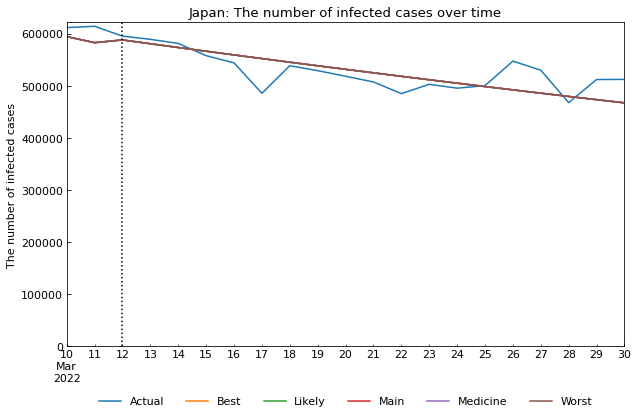 Japan: The number of infected cases over time
The number of infected cases
600000
500000
400000
300000
200000
100000
0
10 11 12 13 14 15 16 17 18 19 20 21 22 23 24 25 26 27 28 29 30
Mar
2022
Actual Best Likely Main Medicine Worst